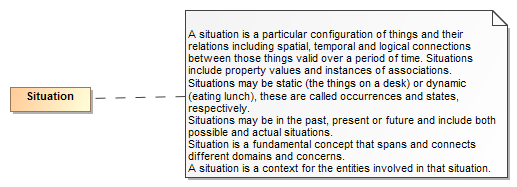 Situation
A situation is a particular configuration of things and their
relations including spatial, temporal and logical connections
between those things valid over a period of time. Situations
include property values and instances of associations.
Situations may be static (the things on a desk) or dynamic
(eating lunch), these are called occurrences and states,
respectively.
Situations may be in the past, present or future and include both
possible and actual situations.
Situation is a fundamental concept that spans and connects
different domains and concerns.
A situation is a context for the entities involved in that situation.